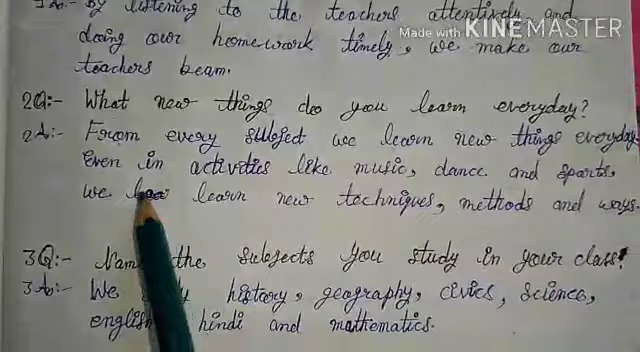 1A:- By listening to the teachers attentively and
Made with KINEMASTER
doing our homework timely, we make our
teachers beam.
2Q:- What new things do you learn everyday?
2A:- From every subject we learn new things everyday.
Even in activities like music, dance and sports,
we learn new techniques, methods and ways.
3Q:- Name the subjects you study in your class?
3A:- We history, geography, civics, science,
english hindi and mathematics.